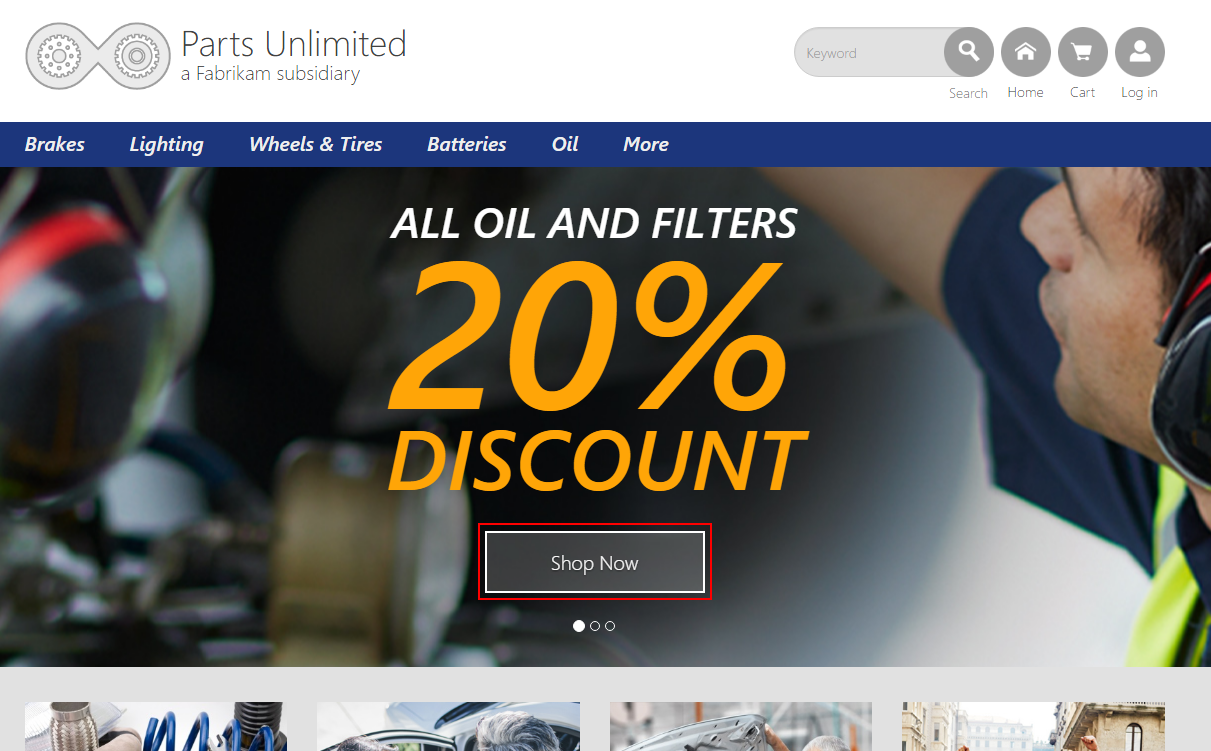 Parts Unlimited
a Fabrikam subsidiary
Keyword
Search
Home
Cart
Log in
Brakes
Lighting
Wheels & Tires
Batteries
Oil
More
ALL OIL AND FILTERS
20%
DISCOUNT
Shop Now